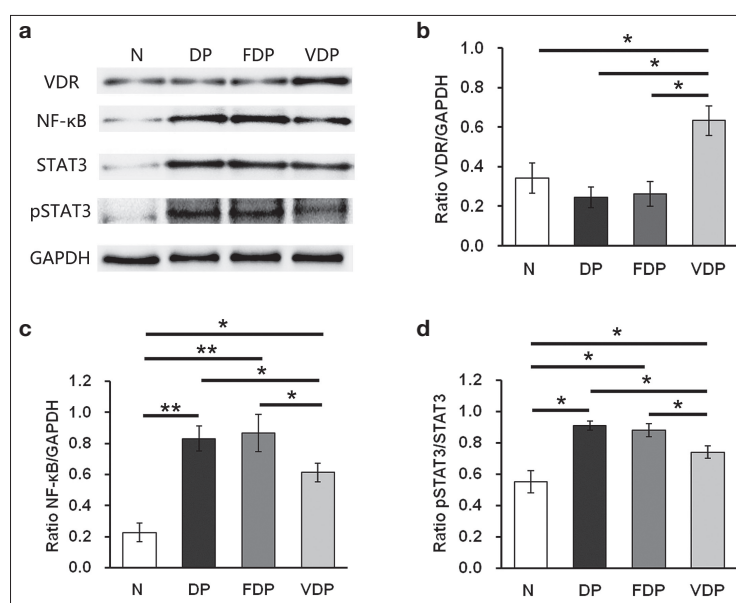 a
N DP FDP VDP
VDR
NF-κB
STAT3
pSTAT3
GAPDH
b
*
*
*
1.0
0.8
0.6
0.4
0.2
0.0
Ratio VDR/GAPDH
N DP FDP VDP
c
*
**
*
**
*
1.2
1.0
0.8
0.6
0.4
0.2
0.0
Ratio NF-κB/GAPDH
N DP FDP VDP
d
*
*
*
*
*
1.2
1.0
0.8
0.6
0.4
0.2
0.0
Ratio pSTAT3/STAT3
N DP FDP VDP